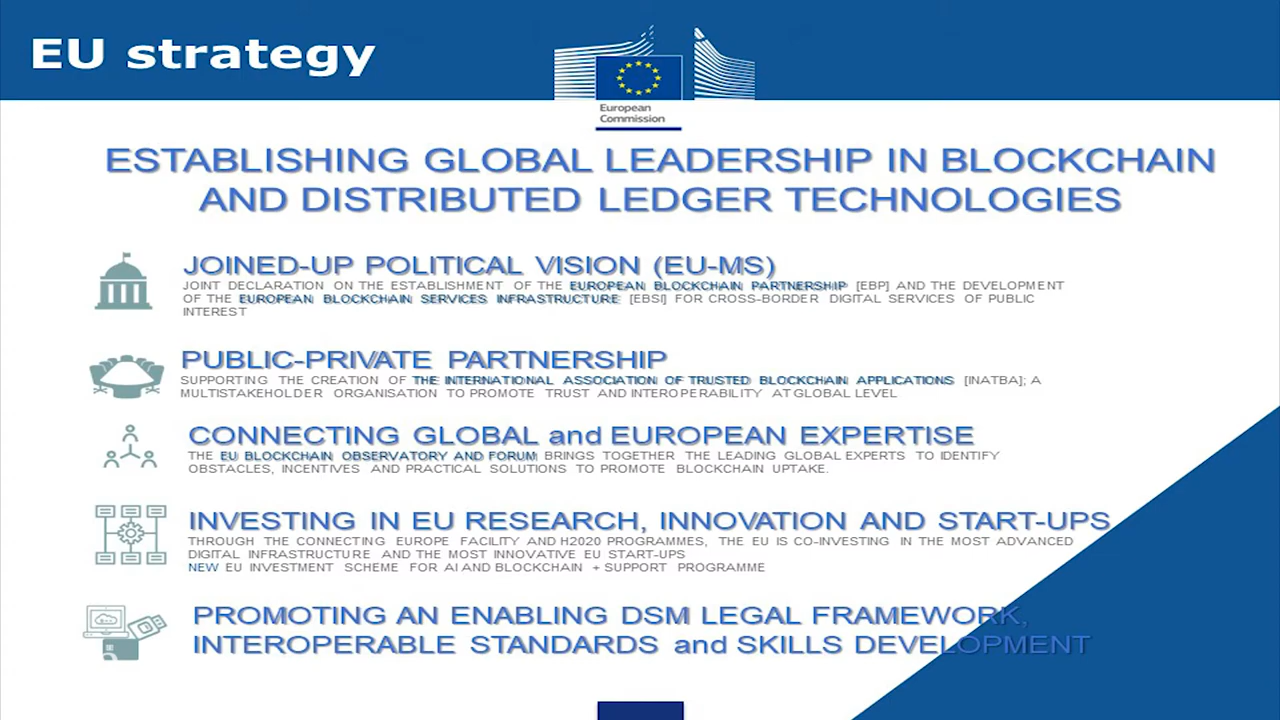 EU strategy
European
Commission
ESTABLISHING GLOBAL LEADERSHIP IN BLOCKCHAIN
AND DISTRIBUTED LEDGER TECHNOLOGIES
JOINED-UP POLITICAL VISION (EU-MS)
JOINT DECLARATION ON THE ESTABLISHMENT OF THE EUROPEAN BLOCKCHAIN PARTNERSHIP [EBP] AND THE DEVELOPMENT
OF THE EUROPEAN BLOCKCHAIN SERVICES INFRASTRUCTURE [EBSI] FOR CROSS-BORDER DIGITAL SERVICES OF PUBLIC
INTEREST
PUBLIC-PRIVATE PARTNERSHIP
SUPPORTING THE CREATION OF THE INTERNATIONAL ASSOCIATION OF TRUSTED BLOCKCHAIN APPLICATIONS [INATBA]; A
MULTISTAKEHOLDER ORGANISATION TO PROMOTE TRUST AND INTEROPERABILITY AT GLOBAL LEVEL
CONNECTING GLOBAL and EUROPEAN EXPERTISE
THE EU BLOCKCHAIN OBSERVATORY AND FORUM BRINGS TOGETHER THE LEADING GLOBAL EXPERTS TO IDENTIFY
OBSTACLES, INCENTIVES AND PRACTICAL SOLUTIONS TO PROMOTE BLOCKCHAIN UPTAKE.
INVESTING IN EU RESEARCH, INNOVATION AND START-UPS
THROUGH THE CONNECTING EUROPE FACILITY AND H2020 PROGRAMMES, THE EU IS CO-INVESTING IN THE MOST ADVANCED
DIGITAL INFRASTRUCTURE AND THE MOST INNOVATIVE EU START-UPS
NEW EU INVESTMENT SCHEME FOR AI AND BLOCKCHAIN + SUPPORT PROGRAMME
PROMOTING AN ENABLING DSM LEGAL FRAMEWORK,
INTEROPERABLE STANDARDS and SKILLS DEVELOPMENT